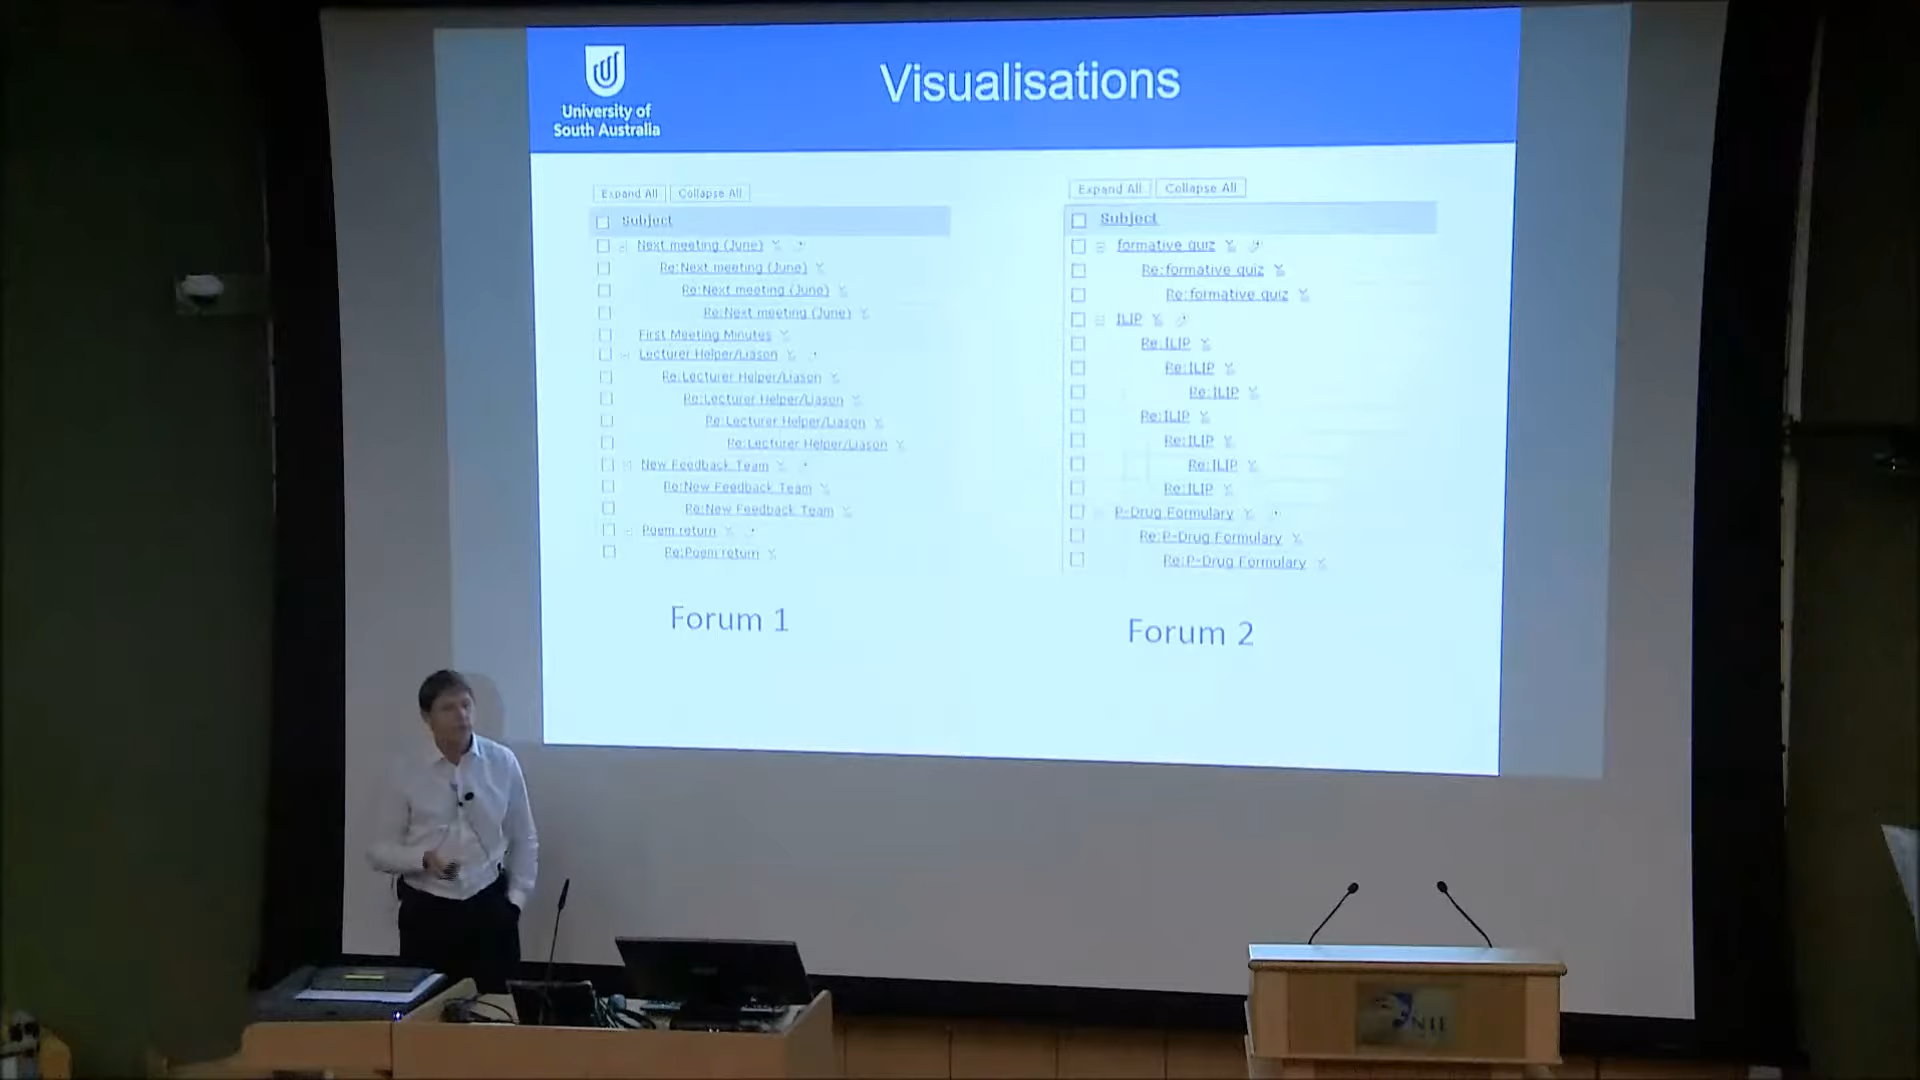 University of
South Australia
Visualisations
Expand All Collapse All
Subject
Next meeting (June)
Re:Next meeting (June)
Re:Next meeting (June)
Re:Next meeting (June)
First Meeting Minutes
Lecturer Helper/Liason
Re:Lecturer Helper/Liason
Re:Lecturer Helper/Liason
Re:Lecturer Helper/Liason
Re:Lecturer Helper/Liason
New Feedback Team
Re:New Feedback Team
Re:New Feedback Team
Poem return
Re:Poem return
Forum 1
Expand All Collapse All
Subject
formative quiz
Re:formative quiz
Re:formative quiz
ILIP
Re:ILIP
Re:ILIP
Re:ILIP
Re:ILIP
Re:ILIP
Re:ILIP
Re:ILIP
P-Drug Formulary
Re:P-Drug Formulary
Re:P-Drug Formulary
Forum 2
NIE